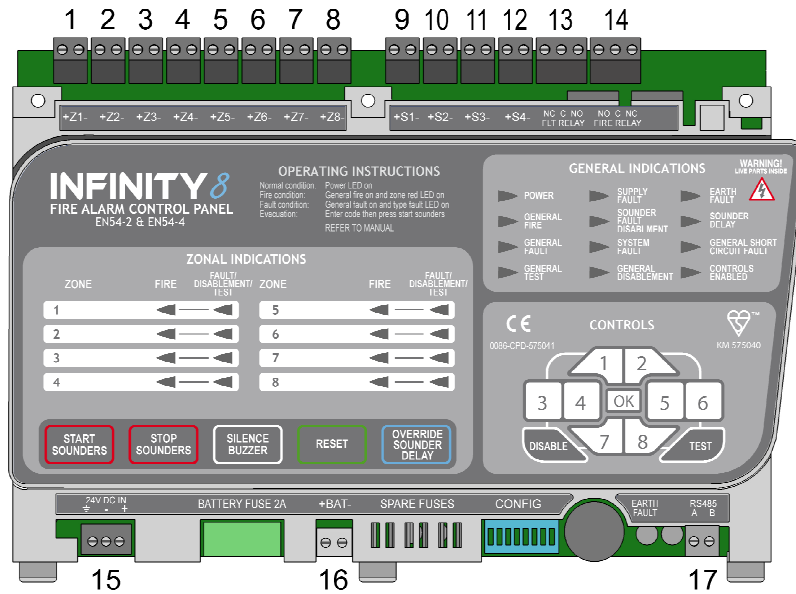 1 2 3 4 5 6 7 8 9 10 11 12 13 14
+Z1- +Z2- +Z3- +Z4- +Z5- +Z6- +Z7- +Z8- +S1- +S2- +S3- +S4- NC C NO NO C NC
FLT RELAY FIRE RELAY
INFINITY 8
FIRE ALARM CONTROL PANEL
EN54-2 & EN54-4
OPERATING INSTRUCTIONS
Normal condition: Power LED on
Fire condition: General fire on and zone red LED on
Fault condition: General fault on and type fault LED on
Evacuation: Enter code then press start sounders
REFER TO MANUAL
GENERAL INDICATIONS
WARNING!
LIVE PARTS INSIDE
POWER
SUPPLY
FAULT
EARTH
FAULT
GENERAL
FIRE
SOUNDER
FAULT
DISABLMENT
SOUNDER
DELAY
GENERAL
FAULT
SYSTEM
FAULT
GENERAL SHORT
CIRCUIT FAULT
GENERAL
TEST
GENERAL
DISABLEMENT
CONTROLS
ENABLED
ZONAL INDICATIONS
ZONE FIRE FAULT/
DISABLEMENT/
TEST
ZONE FIRE FAULT/
DISABLEMENT/
TEST
1 5
2 6
3 7
4 8
START
SOUNDERS
STOP
SOUNDERS
SILENCE
BUZZER
RESET
OVERRIDE
SOUNDER
DELAY
CE
CONTROLS
TM
0086-CPD-575041
KM 575040
1 2
3 4 OK 5 6
DISABLE 7 8 TEST
24V DC IN
- +
BATTERY FUSE 2A
+BAT-
SPARE FUSES
CONFIG
EARTH
FAULT
RS485
A B
15 16 17